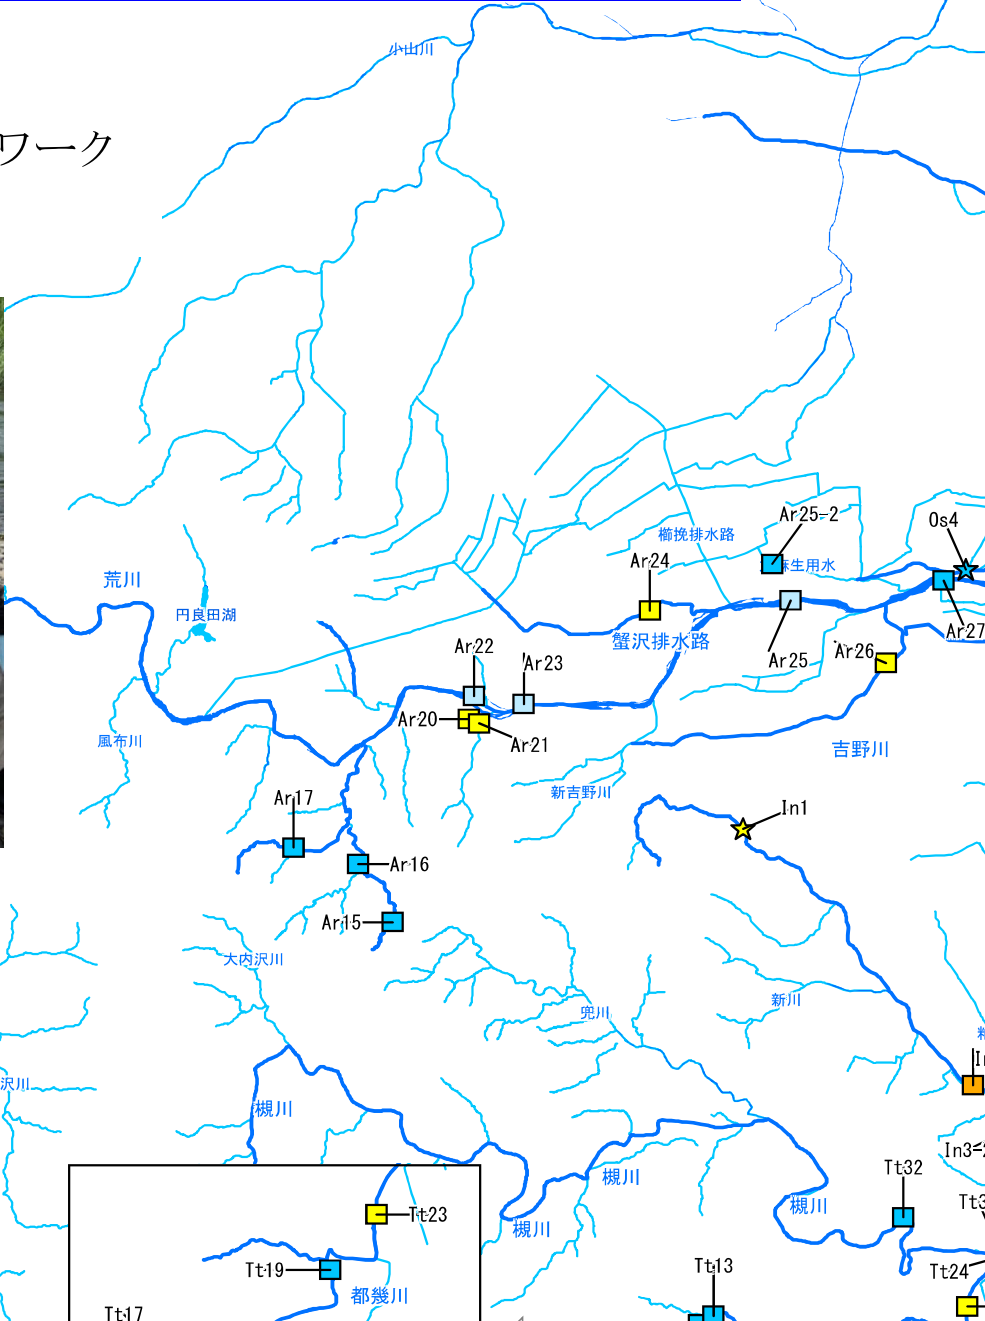 小山川
ワーク
Ar25-2
Os4
櫛挽排水路
Ar24
麻生用水
荒川
円良田湖
Ar27
蟹沢排水路
Ar22
Ar23
Ar25
Ar26
Ar20
Ar21
風布川
吉野川
新吉野川
Ar17
In1
Ar16
Ar15
大内沢川
新川
兜川
沢川
槻川
In3-2
Tt32
槻川
槻川
Tt3
槻川
Tt23
Tt19
Tt13
Tt24
都幾川
Tt17